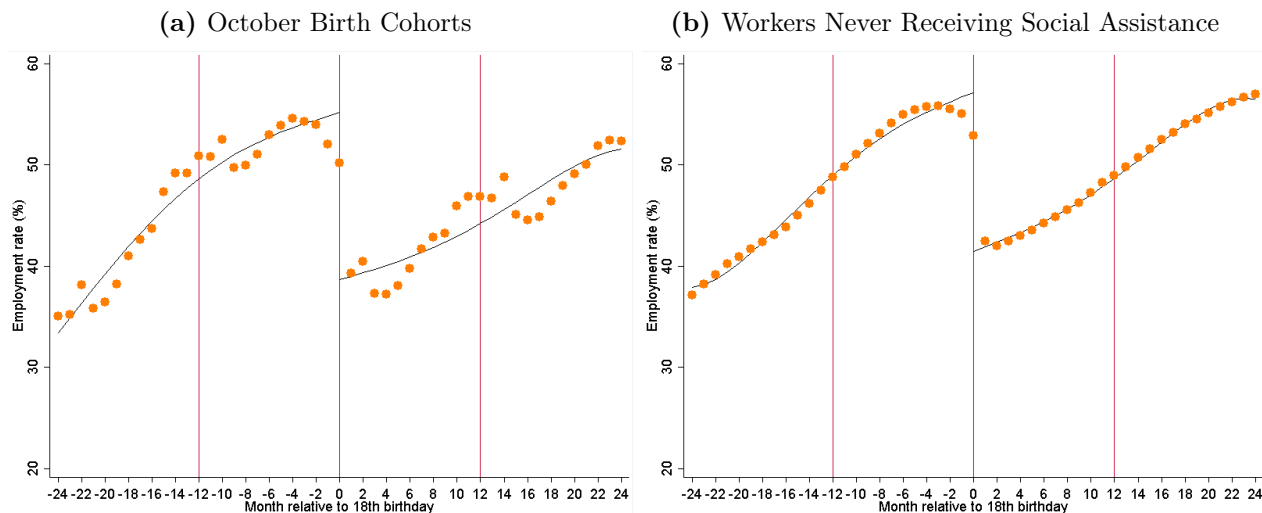 (a) October Birth Cohorts
60
50
40
30
20
Employment rate (%)
-24 -22 -20 -18 -16 -14 -12 -10 -8 -6 -4 -2 0 2 4 6 8 10 12 14 16 18 20 22 24
Month relative to 18th birthday
(b) Workers Never Receiving Social Assistance
60
50
40
30
20
Employment rate (%)
-24 -22 -20 -18 -16 -14 -12 -10 -8 -6 -4 -2 0 2 4 6 8 10 12 14 16 18 20 22 24
Month relative to 18th birthday